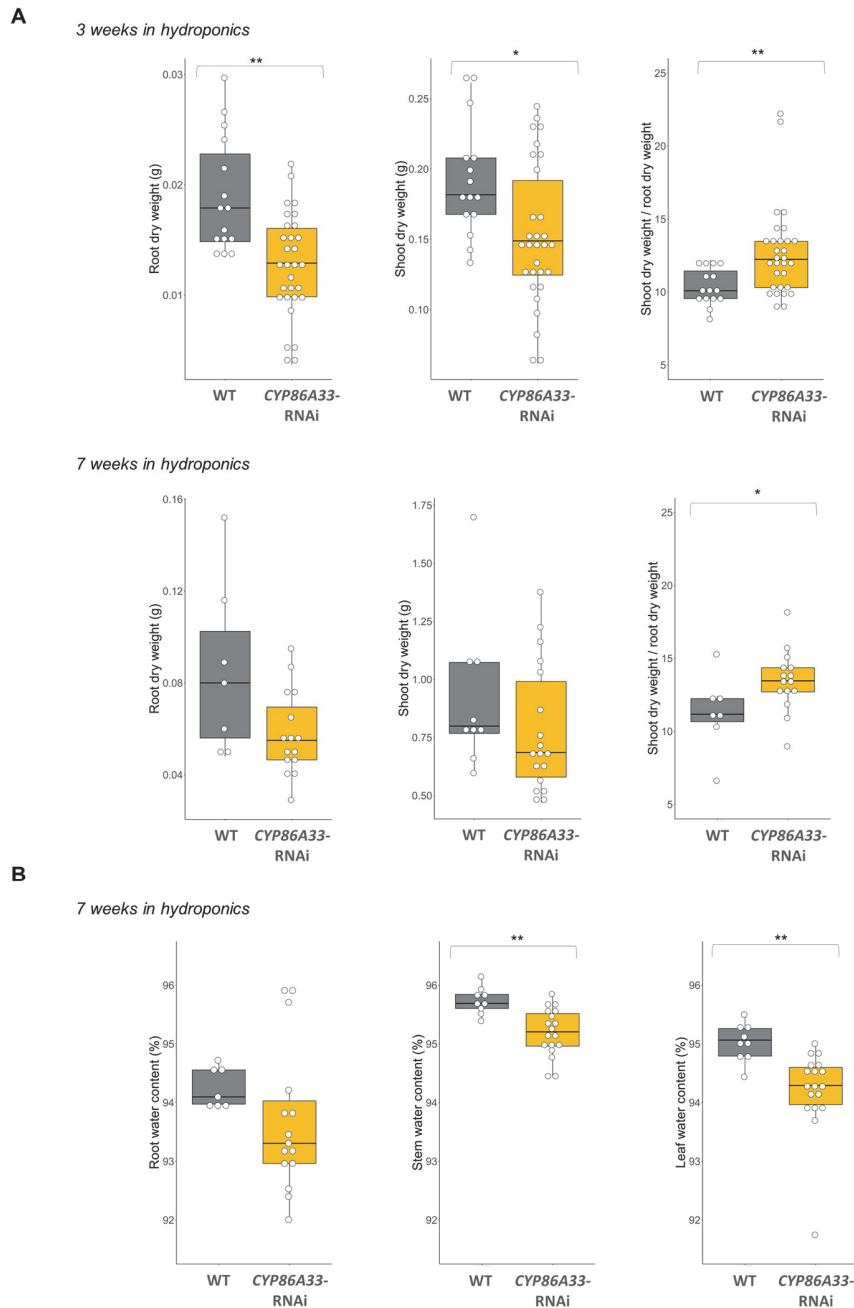 A
3 weeks in hydroponics
**
Root dry weight (g)
0.03
0.02
0.01
WT
CYP86A33-
RNAi
*
Shoot dry weight (g)
0.25
0.20
0.15
0.10
WT
CYP86A33-
RNAi
**
Shoot dry weight / root dry weight
25
20
15
10
5
WT
CYP86A33-
RNAi
7 weeks in hydroponics
Root dry weight (g)
0.16
0.12
0.08
0.04
WT
CYP86A33-
RNAi
Shoot dry weight (g)
1.75
1.50
1.25
1.00
0.75
0.50
WT
CYP86A33-
RNAi
*
Shoot dry weight / root dry weight
25
20
15
10
5
WT
CYP86A33-
RNAi
B
7 weeks in hydroponics
Root water content (%)
96
95
94
93
92
WT
CYP86A33-
RNAi
**
Stem water content (%)
96
95
94
93
92
WT
CYP86A33-
RNAi
**
Leaf water content (%)
96
95
94
93
92
WT
CYP86A33-
RNAi